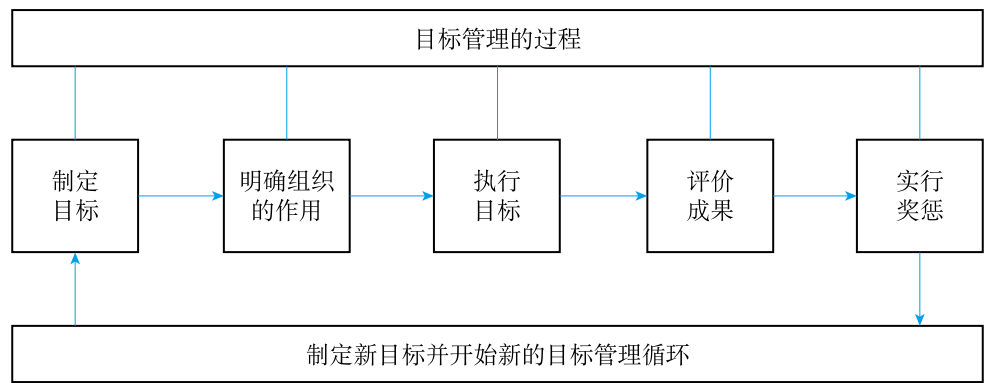 目标管理的过程
制定
目标
明确组织
的作用
执行
目标
评价
成果
实行
奖惩
制定新目标并开始新的目标管理循环